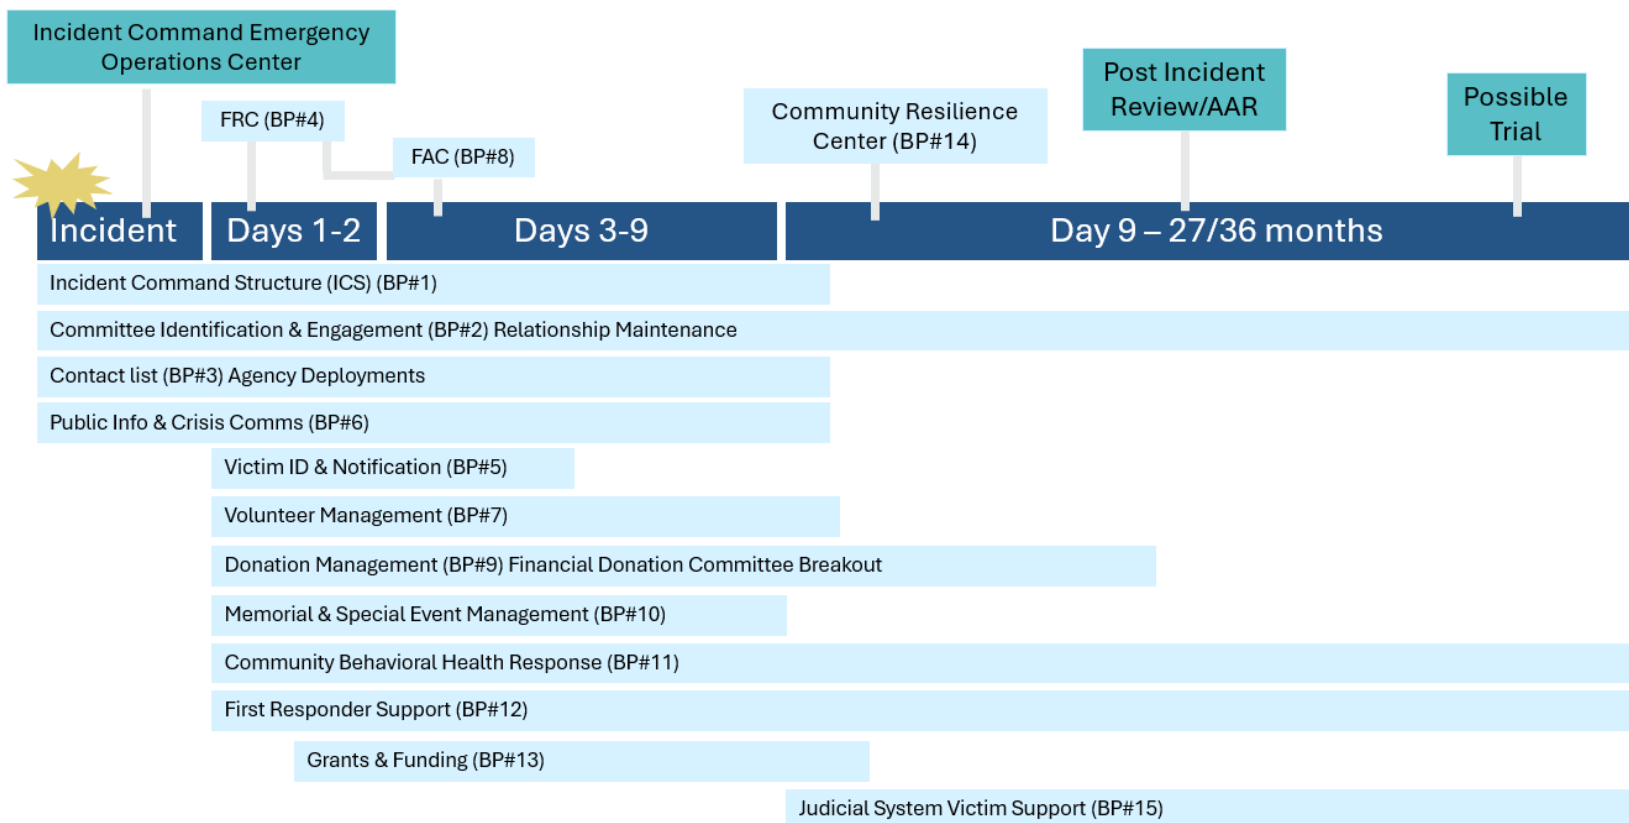 Incident Command Emergency
Operations Center
FRC (BP#4)
FAC (BP#8)
Community Resilience
Center (BP#14)
Post Incident
Review/AAR
Possible
Trial
Incident
Days 1-2
Days 3-9
Day 9 – 27/36 months
Incident Command Structure (ICS) (BP#1)
Committee Identification & Engagement (BP#2) Relationship Maintenance
Contact list (BP#3) Agency Deployments
Public Info & Crisis Comms (BP#6)
Victim ID & Notification (BP#5)
Volunteer Management (BP#7)
Donation Management (BP#9) Financial Donation Committee Breakout
Memorial & Special Event Management (BP#10)
Community Behavioral Health Response (BP#11)
First Responder Support (BP#12)
Grants & Funding (BP#13)
Judicial System Victim Support (BP#15)